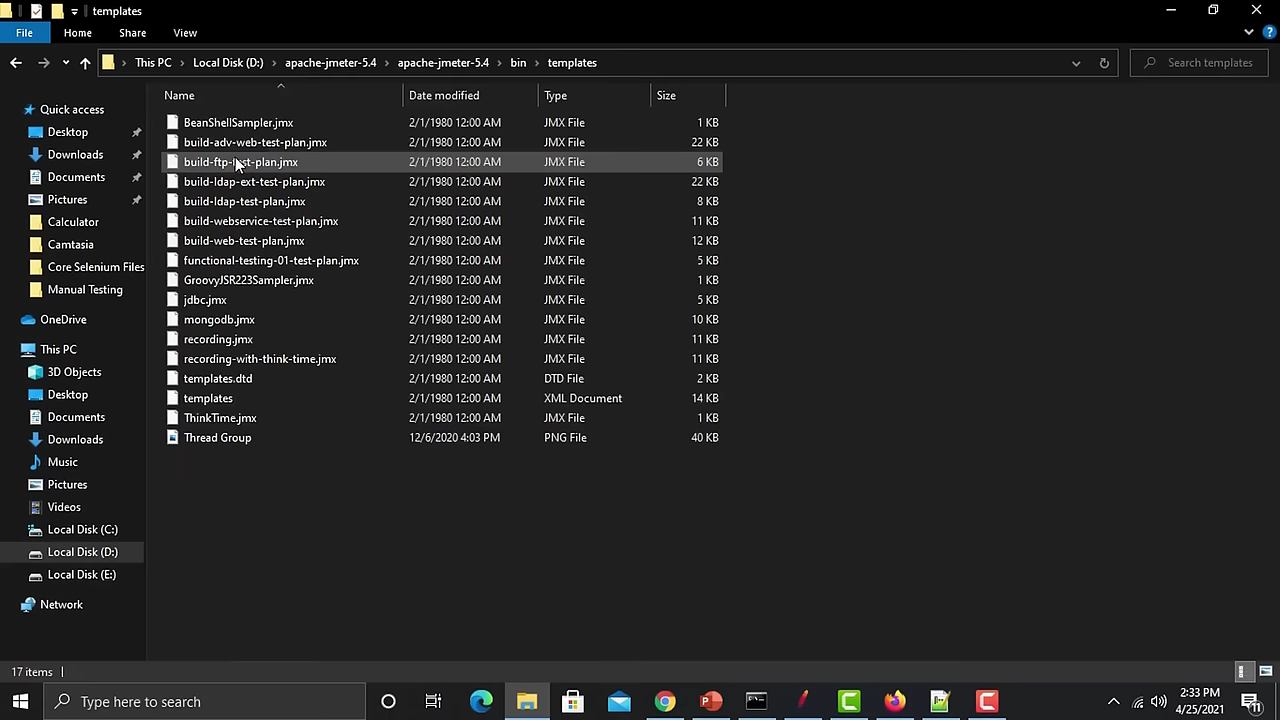 templates
File Home Share View
This PC Local Disk (D:) apache-jmeter-5.4 apache-jmeter-5.4 bin templates Search templates
Name Date modified Type Size
BeanShellSampler.jmx 2/1/1980 12:00 AM JMX File 1 KB
build-adv-web-test-plan.jmx 2/1/1980 12:00 AM JMX File 22 KB
build-ftp-test-plan.jmx 2/1/1980 12:00 AM JMX File 6 KB
build-ldap-ext-test-plan.jmx 2/1/1980 12:00 AM JMX File 22 KB
build-ldap-test-plan.jmx 2/1/1980 12:00 AM JMX File 8 KB
build-webservice-test-plan.jmx 2/1/1980 12:00 AM JMX File 11 KB
build-web-test-plan.jmx 2/1/1980 12:00 AM JMX File 12 KB
functional-testing-01-test-plan.jmx 2/1/1980 12:00 AM JMX File 5 KB
GroovyJSR223Sampler.jmx 2/1/1980 12:00 AM JMX File 1 KB
jdbc.jmx 2/1/1980 12:00 AM JMX File 5 KB
mongodb.jmx 2/1/1980 12:00 AM JMX File 10 KB
recording.jmx 2/1/1980 12:00 AM JMX File 11 KB
recording-with-think-time.jmx 2/1/1980 12:00 AM JMX File 11 KB
templates.dtd 2/1/1980 12:00 AM DTD File 2 KB
templates 2/1/1980 12:00 AM XML Document 14 KB
ThinkTime.jmx 2/1/1980 12:00 AM JMX File 1 KB
Thread Group 12/6/2020 4:03 PM PNG File 40 KB
Quick access
Desktop
Downloads
Documents
Pictures
Calculator
Camtasia
Core Selenium Files
Manual Testing
OneDrive
This PC
3D Objects
Desktop
Documents
Downloads
Music
Pictures
Videos
Local Disk (C:)
Local Disk (D:)
Local Disk (E:)
Network
17 items
Type here to search
2:33 PM
4/25/2021
11